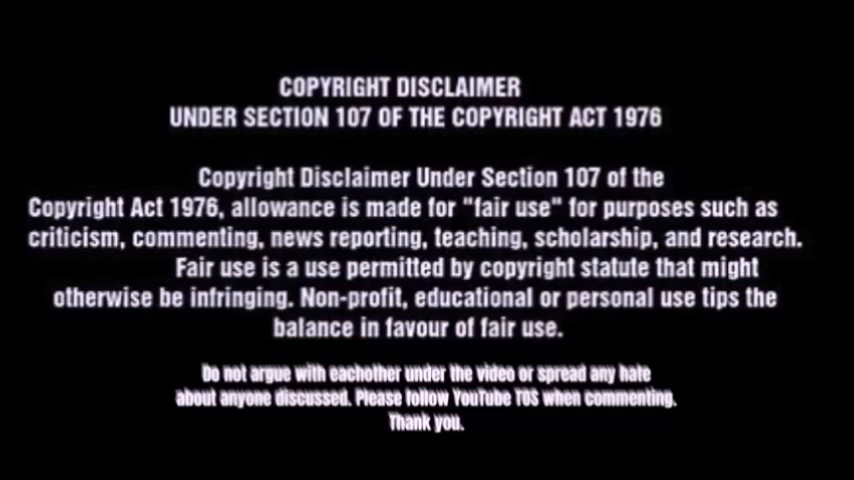 COPYRIGHT DISCLAIMER
UNDER SECTION 107 OF THE COPYRIGHT ACT 1976
Copyright Disclaimer Under Section 107 of the
Copyright Act 1976, allowance is made for "fair use" for purposes such as
criticism, commenting, news reporting, teaching, scholarship, and research.
Fair use is a use permitted by copyright statute that might
otherwise be infringing. Non-profit, educational or personal use tips the
balance in favour of fair use.
Do not argue with eachother under the video or spread any hate
about anyone discussed. Please follow YouTube TOS when commenting.
Thank you.